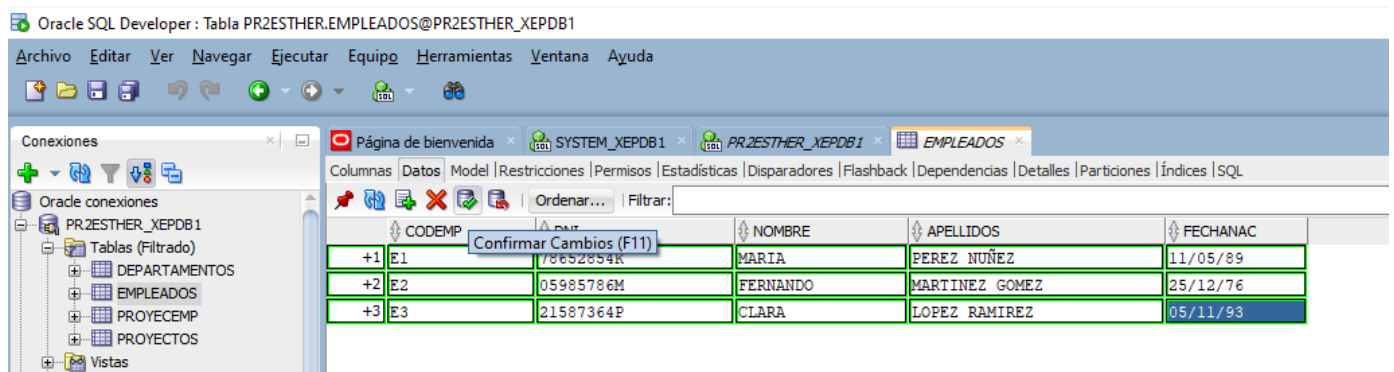 Oracle SQL Developer : Tabla PR2ESTHER.EMPLEADOS@PR2ESTHER_XEPDB1
Archivo Editar Ver Navegar Ejecutar Equipo Herramientas Ventana Ayuda
Conexiones
Oracle conexiones
PR2ESTHER_XEPDB1
Tablas (Filtrado)
DEPARTAMENTOS
EMPLEADOS
PROYECEMP
PROYECTOS
Vistas
Página de bienvenida SYSTEM_XEPDB1 PR2ESTHER_XEPDB1 EMPLEADOS
Columnas Datos Model |Restricciones |Permisos |Estadísticas |Disparadores |Flashback |Dependencias |Detalles |Particiones |Índices |SQL
Ordenar... Filtrar:
CODEMP DNI NOMBRE APELLIDOS FECHANAC
Confirmar Cambios (F11)
+1 E1 78652854K MARIA PEREZ NUÑEZ 11/05/89
+2 E2 05985786M FERNANDO MARTINEZ GOMEZ 25/12/76
+3 E3 21587364P CLARA LOPEZ RAMIREZ 05/11/93